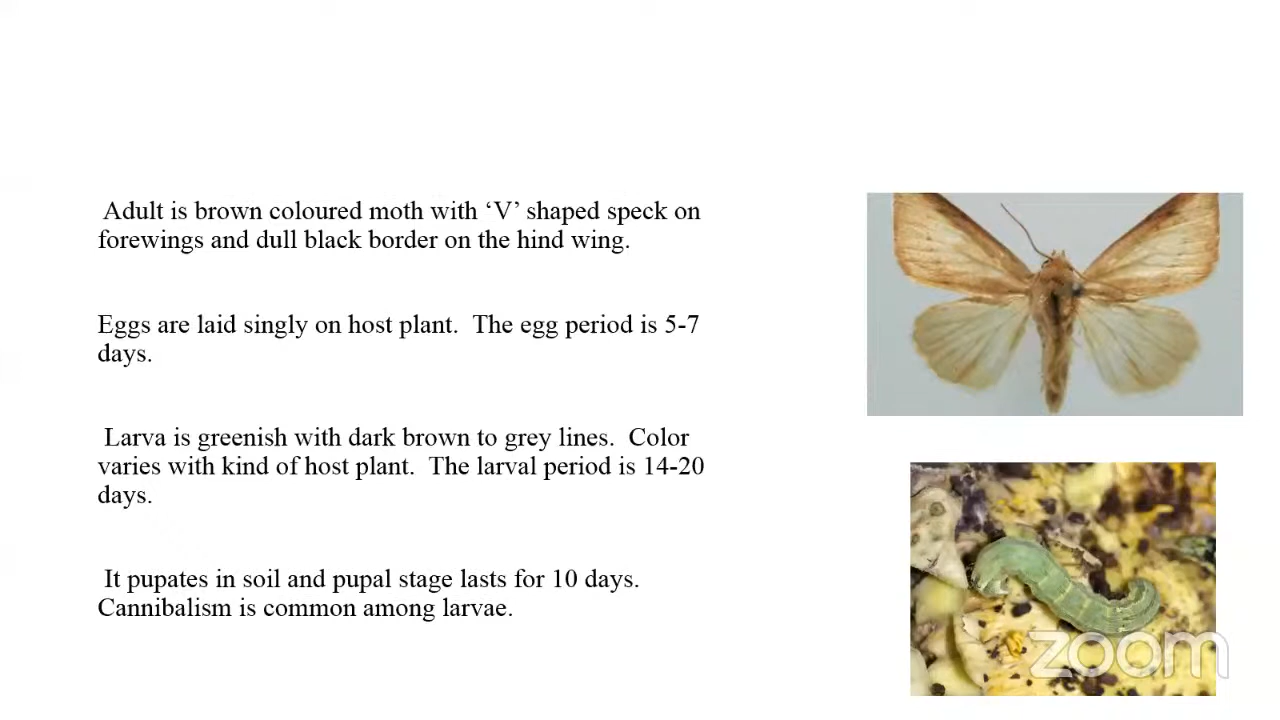 Adult is brown coloured moth with ‘V’ shaped speck on
forewings and dull black border on the hind wing.
Eggs are laid singly on host plant.  The egg period is 5-7
days.
Larva is greenish with dark brown to grey lines.  Color
varies with kind of host plant.  The larval period is 14-20
days.
It pupates in soil and pupal stage lasts for 10 days.
Cannibalism is common among larvae.
zoom